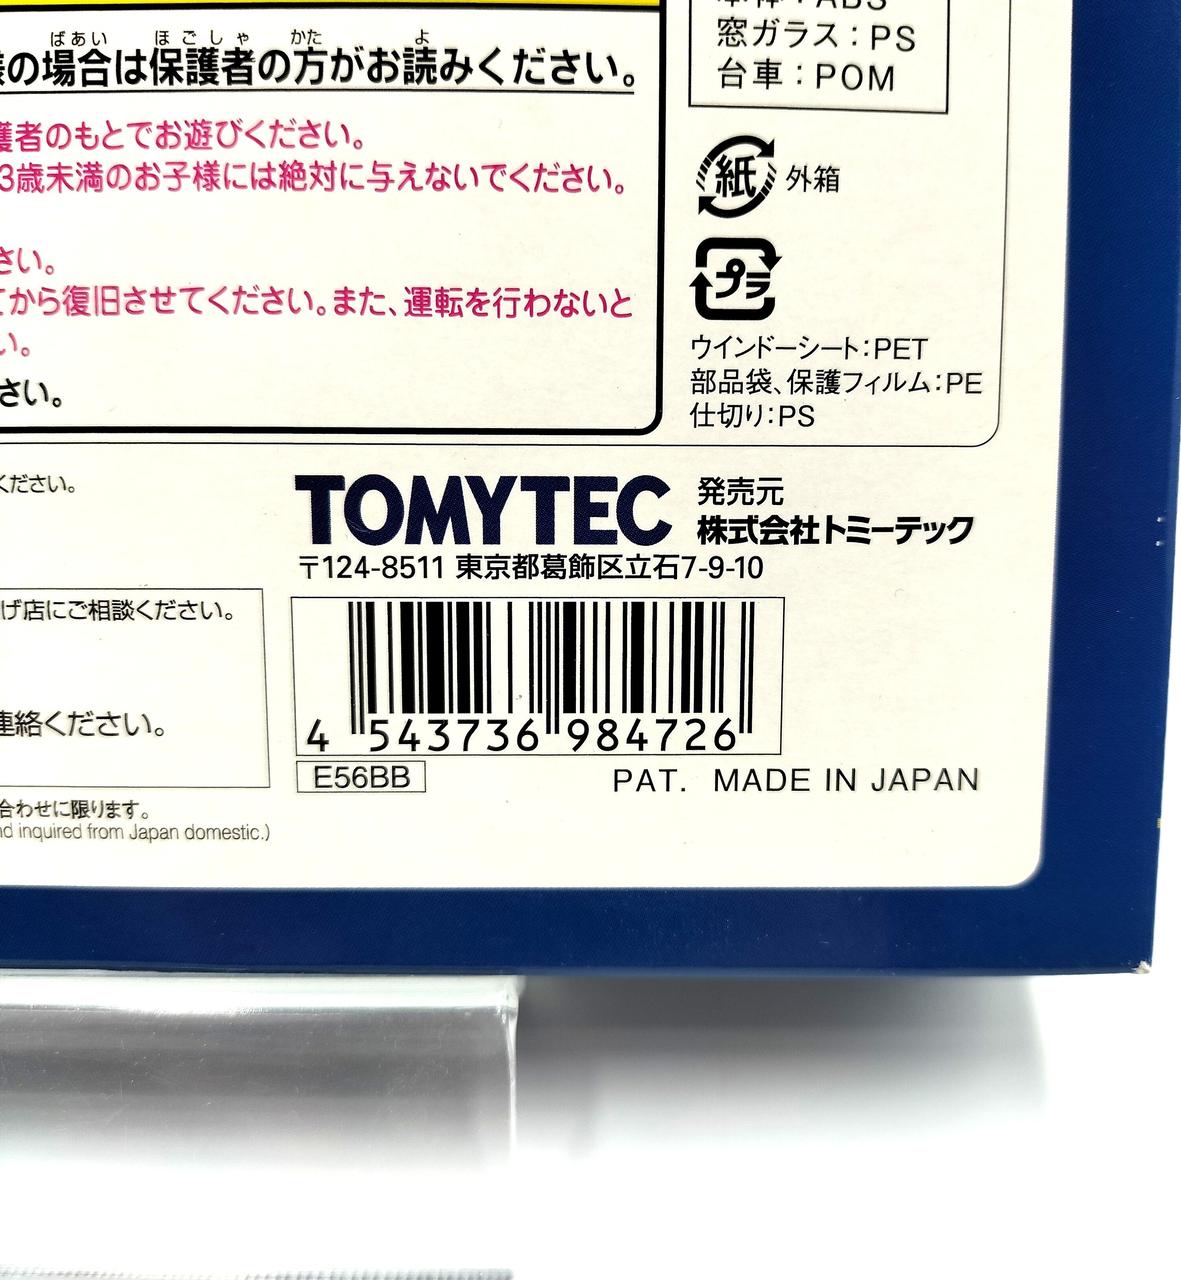 ばあい ほごしゃ かた よ
の場合は保護者の方がお読みください。
護者のもとでお遊びください。
3歳未満のお子様には絶対に与えないでください。
さい。
てから復旧させてください。また、運転を行わないと
い。
さい。
本体：ABS
窓ガラス：PS
台車：POM
紙 外箱
プラ
ウインドーシート：PET
部品袋、保護フィルム：PE
仕切り：PS
ください。
TOMYTEC 発売元
株式会社トミーテック
〒124-8511 東京都葛飾区立石7-9-10
げ店にご相談ください。
連絡ください。
4 543736 984726
E56BB PAT. MADE IN JAPAN
合わせに限ります。
nd inquired from Japan domestic.)